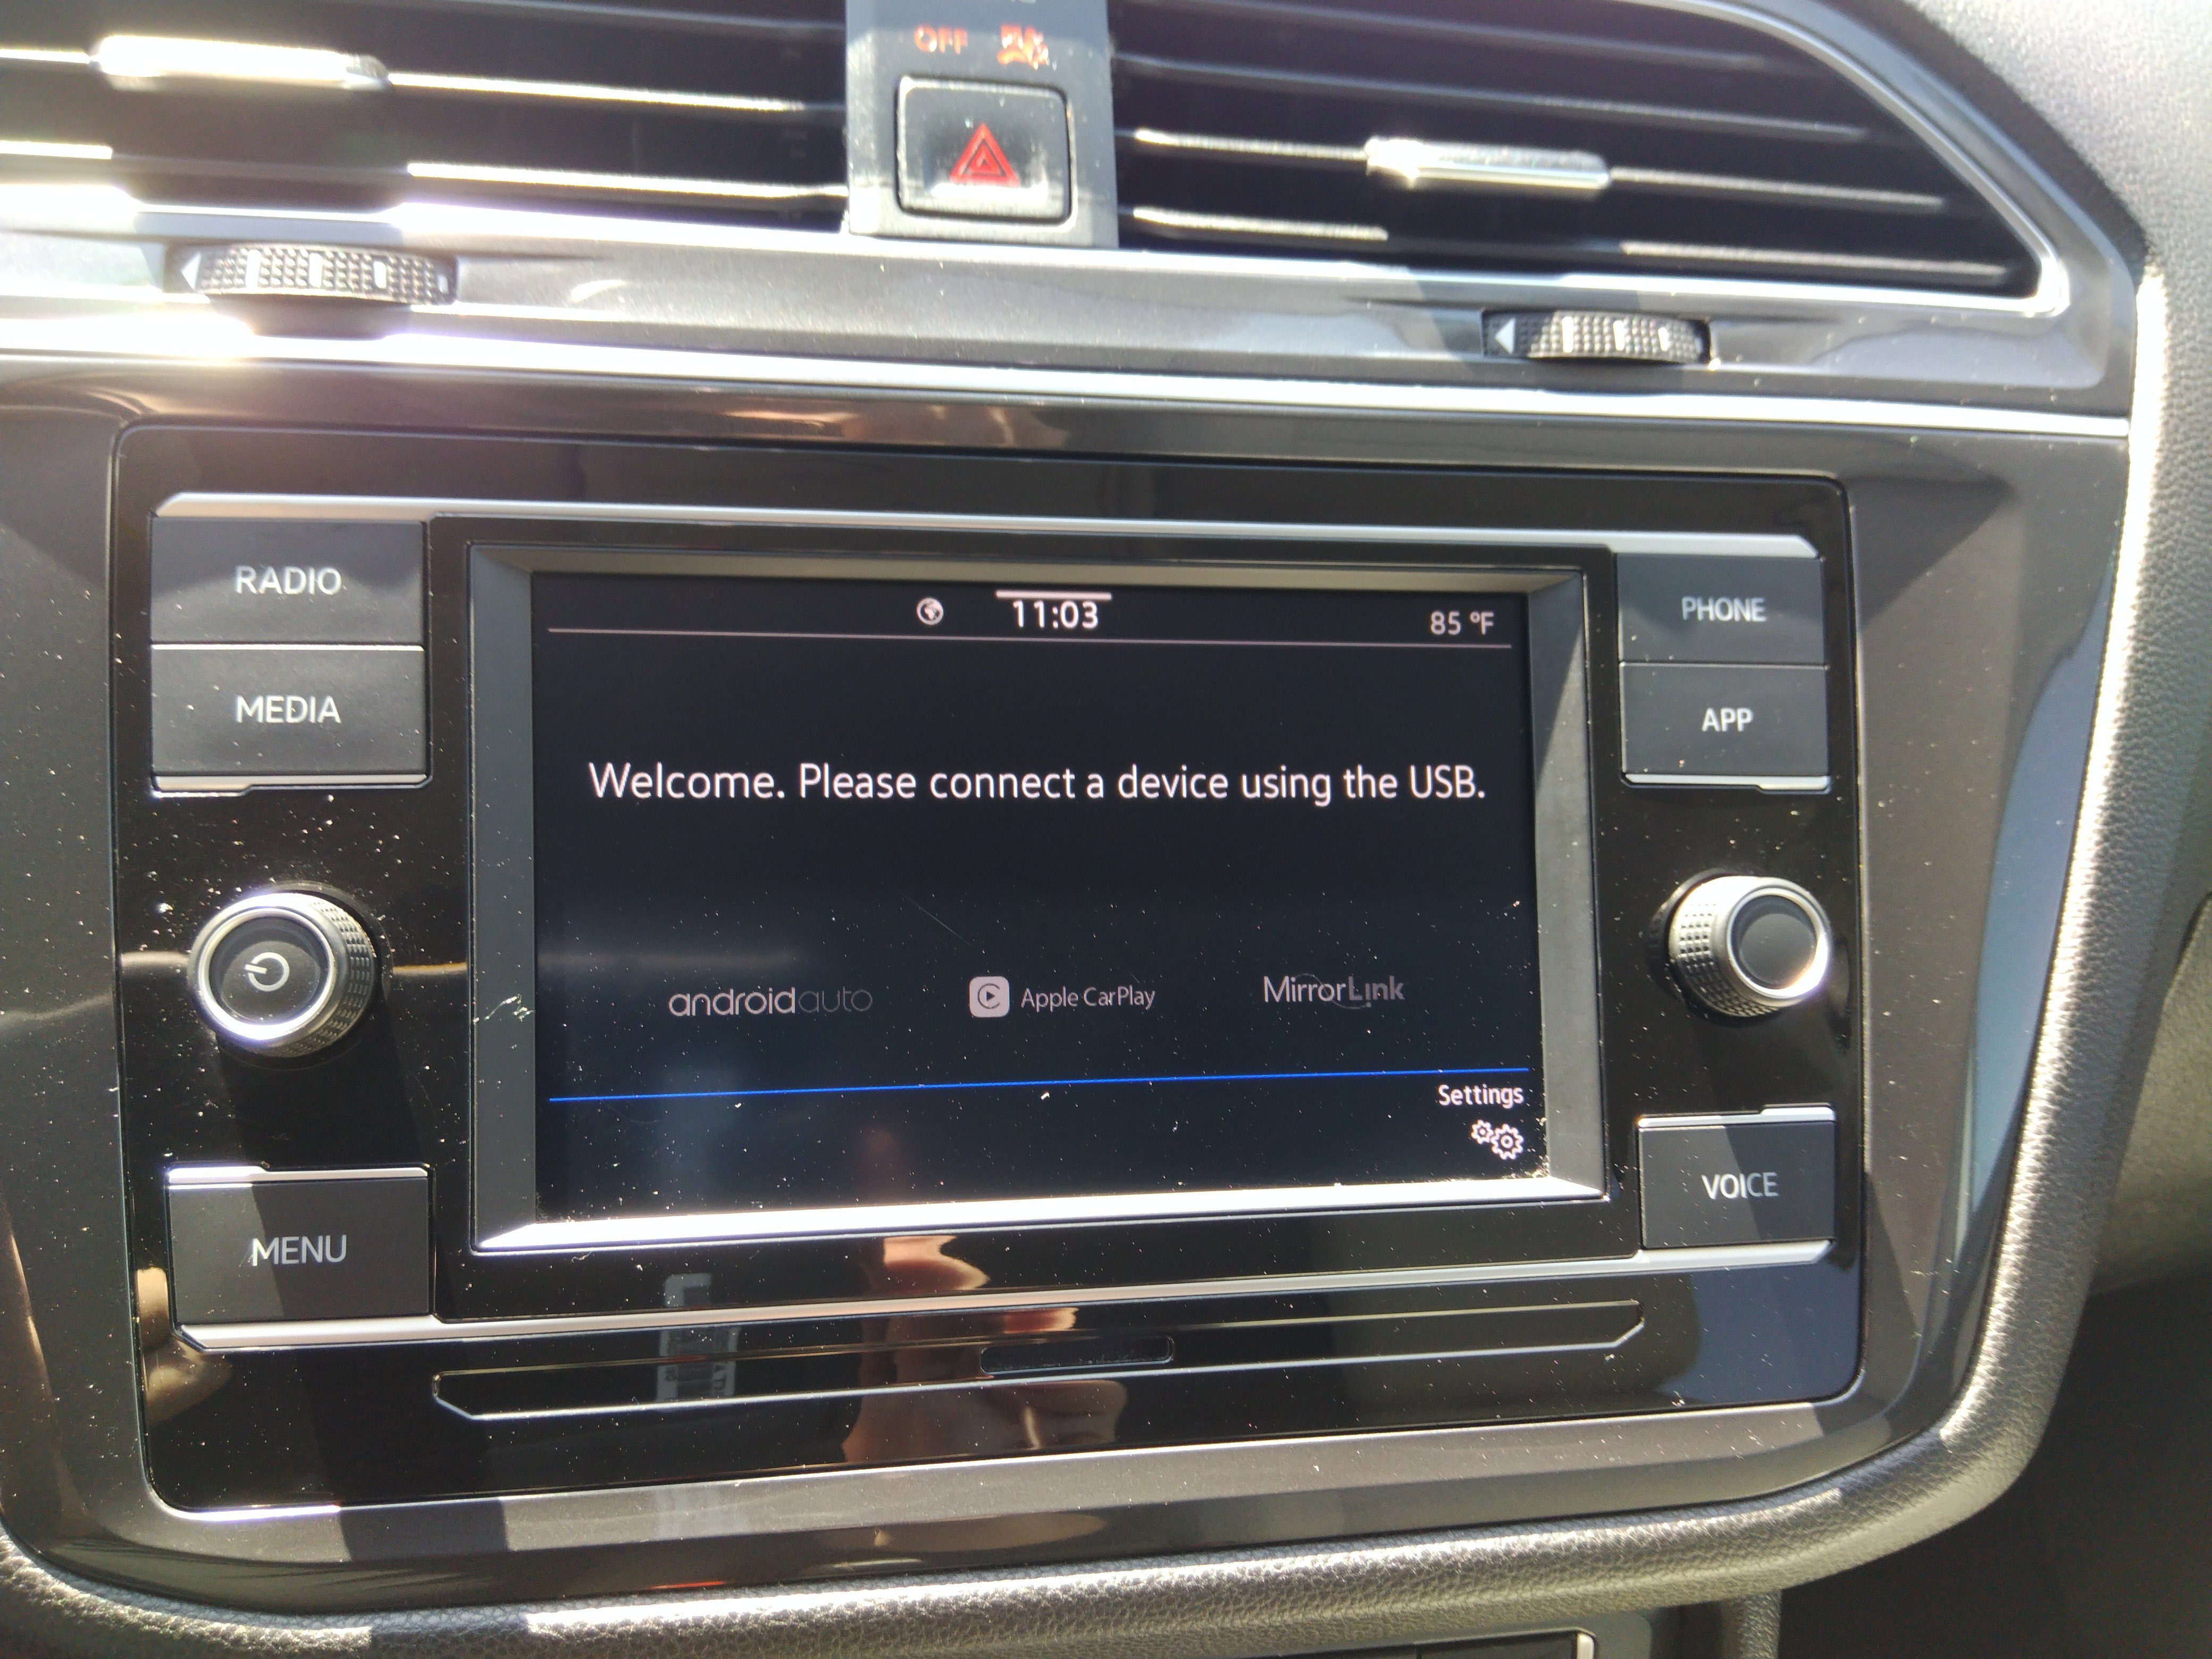 OFF
RADIO
MEDIA
MENU
11:03
85 °F
Welcome. Please connect a device using the USB.
androidauto
Apple CarPlay
MirrorLink
Settings
PHONE
APP
VOICE